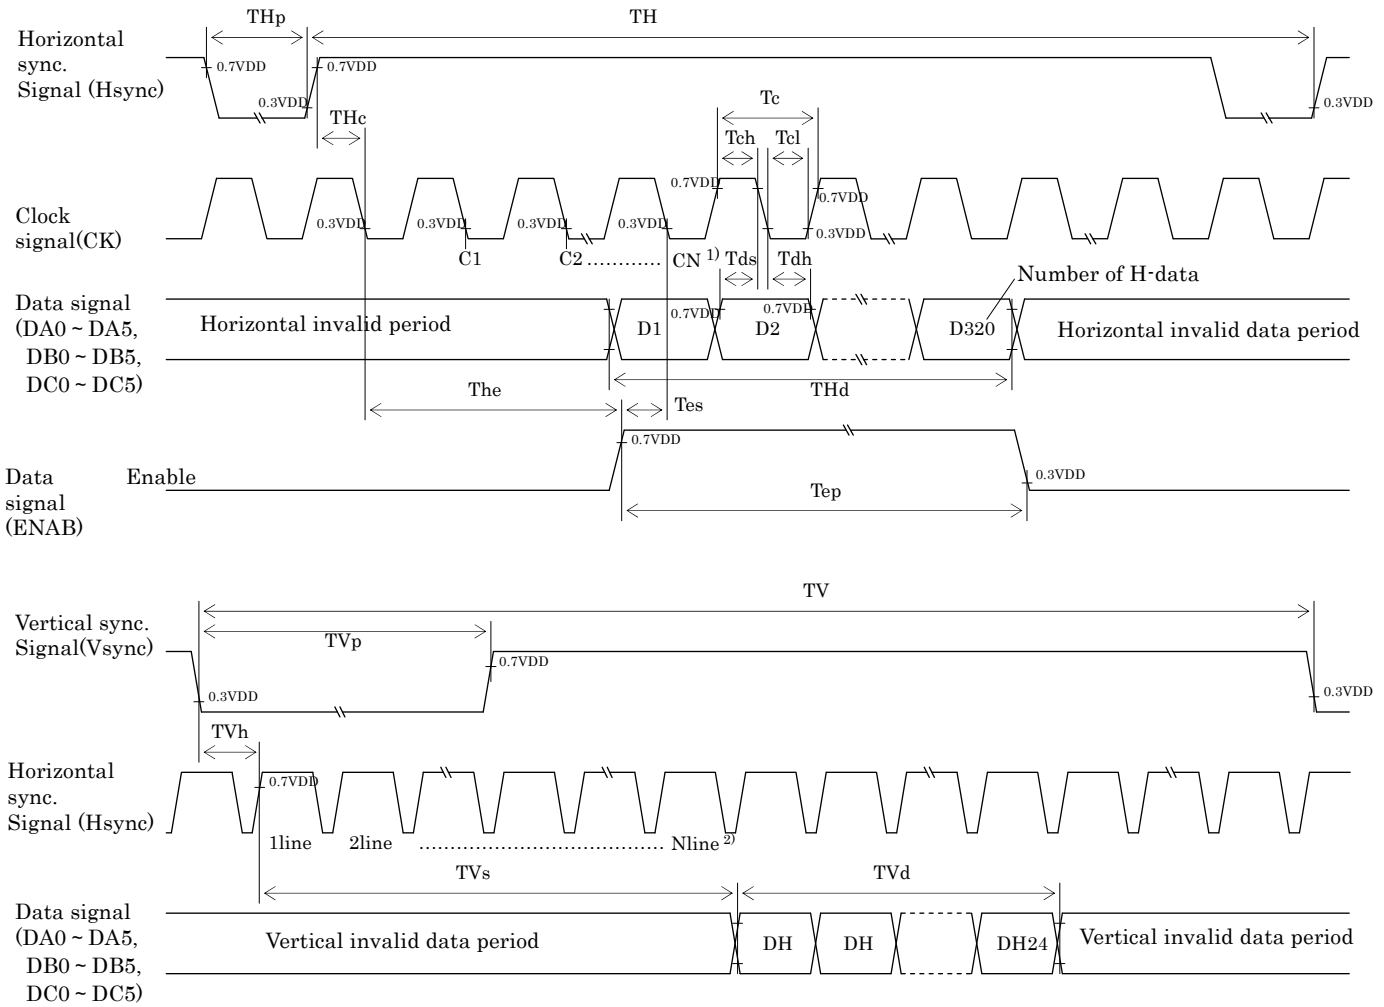 THp
TH
Horizontal
sync.
Signal (Hsync)
0.7VDD
0.7VDD
0.3VDD
0.3VDD
THc
Tc
Tch
Tcl
Clock
signal(CK)
0.7VDD
0.7VDD
0.3VDD
0.3VDD
0.3VDD
0.3VDD
0.3VDD
C1
C2
............
CN 1)
Tds
Tdh
Number of H-data
Data signal
(DA0 ~ DA5,
DB0 ~ DB5,
DC0 ~ DC5)
Horizontal invalid period
D1
0.7VDD
D2
0.7VDD
D320
Horizontal invalid data period
The
Tes
THd
0.7VDD
Data Enable
signal
(ENAB)
Tep
0.3VDD
TV
Vertical sync.
Signal(Vsync)
TVp
0.7VDD
0.3VDD
0.3VDD
TVh
Horizontal
sync.
Signal (Hsync)
0.7VDD
1line
2line
..........................................
Nline 2)
TVs
TVd
Data signal
(DA0 ~ DA5,
DB0 ~ DB5,
DC0 ~ DC5)
Vertical invalid data period
DH
DH
DH24
Vertical invalid data period